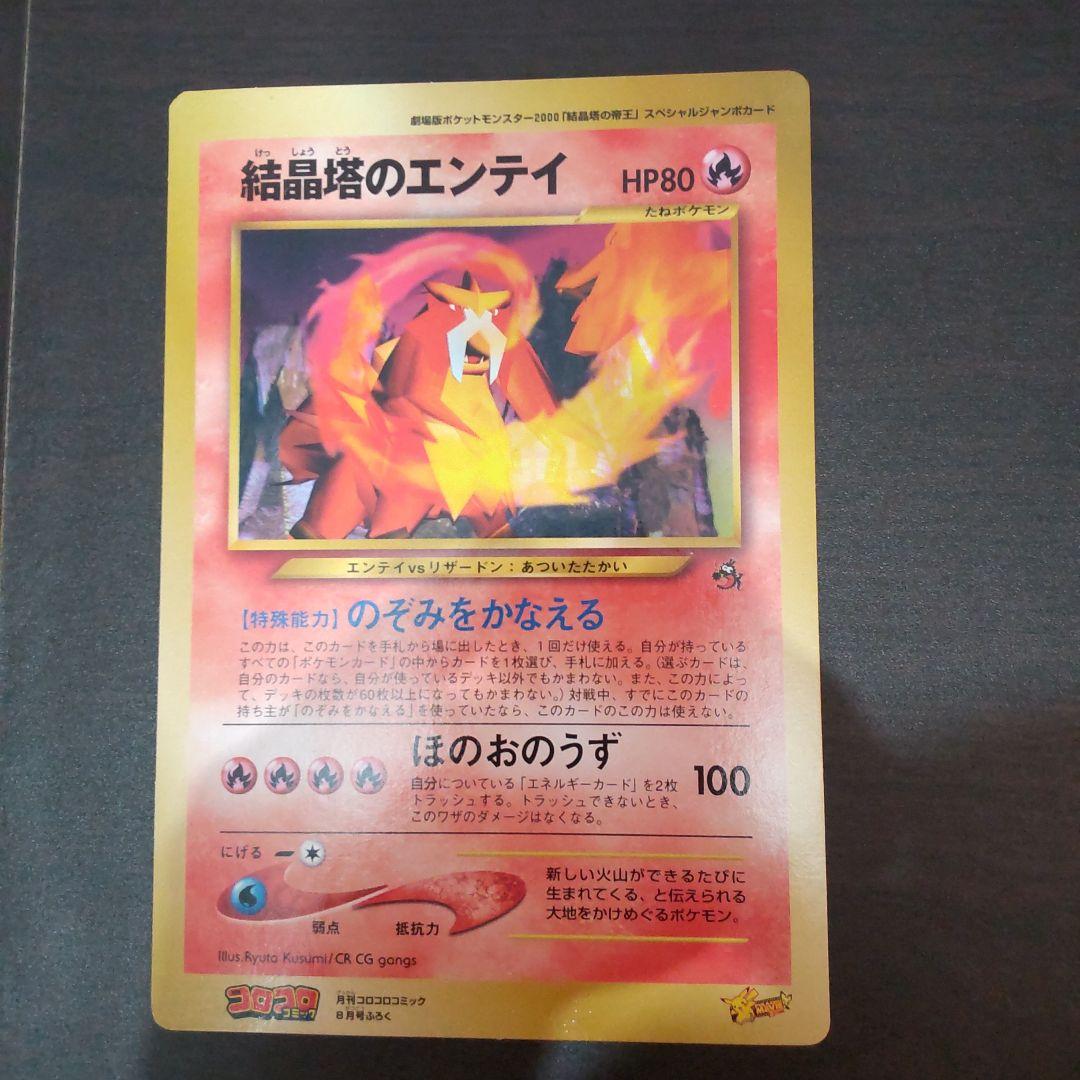 劇場版ポケットモンスター2000「結晶塔の帝王」スペシャルジャンボカード
けっ しょう とう
結晶塔のエンテイ
HP80
たねポケモン
エンテイvsリザードン：あついたたかい
【特殊能力】のぞみをかなえる
この力は、このカードを手札から場に出したとき、1回だけ使える。自分が持っている
すべての「ポケモンカード」の中からカードを1枚選び、手札に加える。（選ぶカードは、
自分のカードなら、自分が使っているデッキ以外でもかまわない。また、この力によっ
て、デッキの枚数が60枚以上になってもかまわない。）対戦中、すでにこのカードの
持ち主が「のぞみをかなえる」を使っていたなら、このカードのこの力は使えない。
ほのおのうず
100
自分についている「エネルギーカード」を2枚
トラッシュする。トラッシュできないとき、
このワザのダメージはなくなる。
にげる
弱点
抵抗力
新しい火山ができるたびに
生まれてくる、と伝えられる
大地をかけめぐるポケモン。
Illus.Ryuta Kusumi/CR CG gangs
コロコロ
コミック
月刊コロコロコミック
8月号ふろく
MOVIE